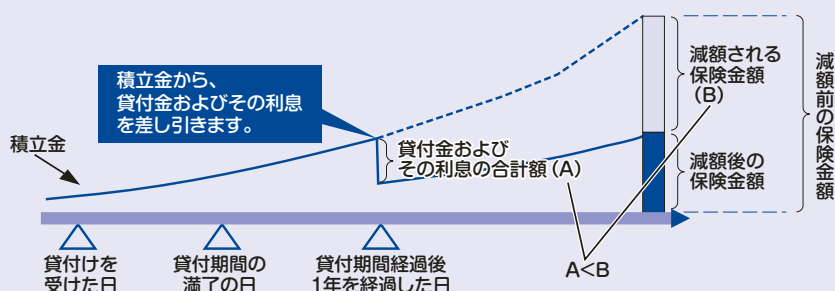 積立金から、
貸付金およびその利息
を差し引きます。
積立金
貸付金および
その利息の合計額(A)
減額される
保険金額
(B)
減額後の
保険金額
減額前の保険金額
貸付けを
受けた日
貸付期間の
満了の日
貸付期間経過後
1年を経過した日
A<B